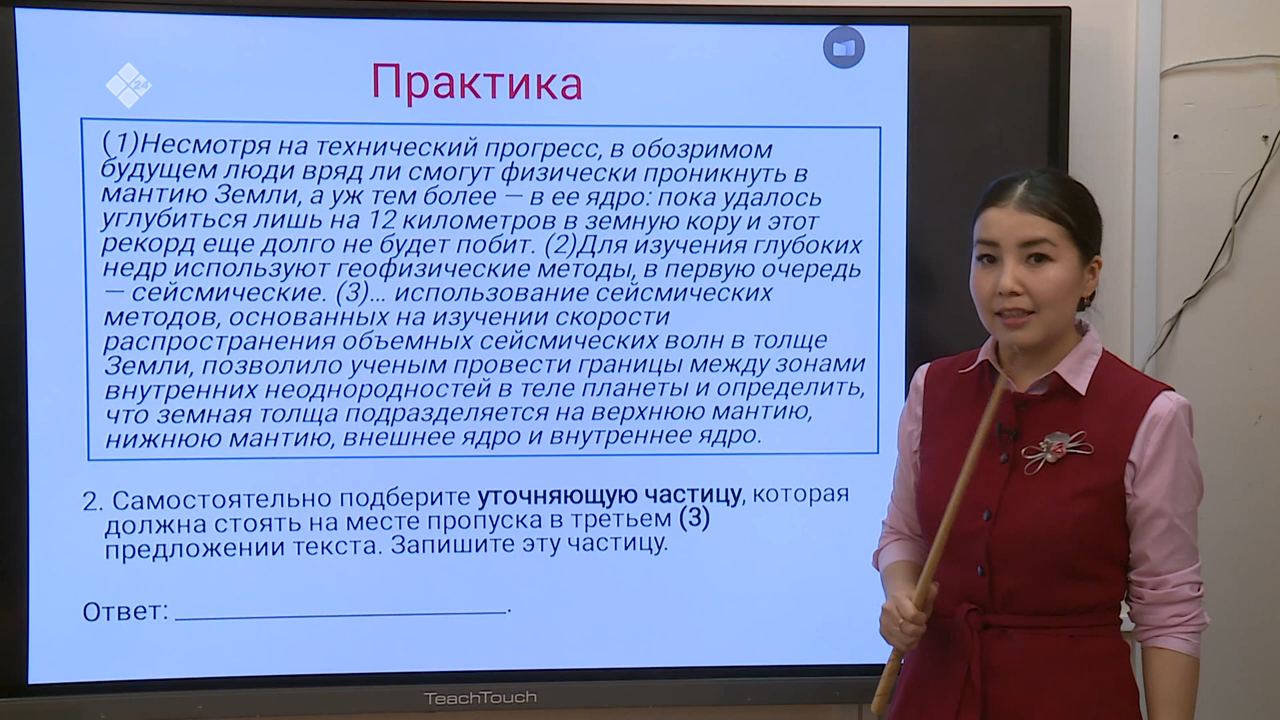 24
Практика
(1)Несмотря на технический прогресс, в обозримом
будущем люди вряд ли смогут физически проникнуть в
мантию Земли, а уж тем более — в ее ядро: пока удалось
углубиться лишь на 12 километров в земную кору и этот
рекорд еще долго не будет побит. (2)Для изучения глубоких
недр используют геофизические методы, в первую очередь
— сейсмические. (3)... использование сейсмических
методов, основанных на изучении скорости
распространения объемных сейсмических волн в толще
Земли, позволило ученым провести границы между зонами
внутренних неоднородностей в теле планеты и определить,
что земная толща подразделяется на верхнюю мантию,
нижнюю мантию, внешнее ядро и внутреннее ядро.
2. Самостоятельно подберите уточняющую частицу, которая
должна стоять на месте пропуска в третьем (3)
предложении текста. Запишите эту частицу.
Ответ: ____________________.
TeachTouch